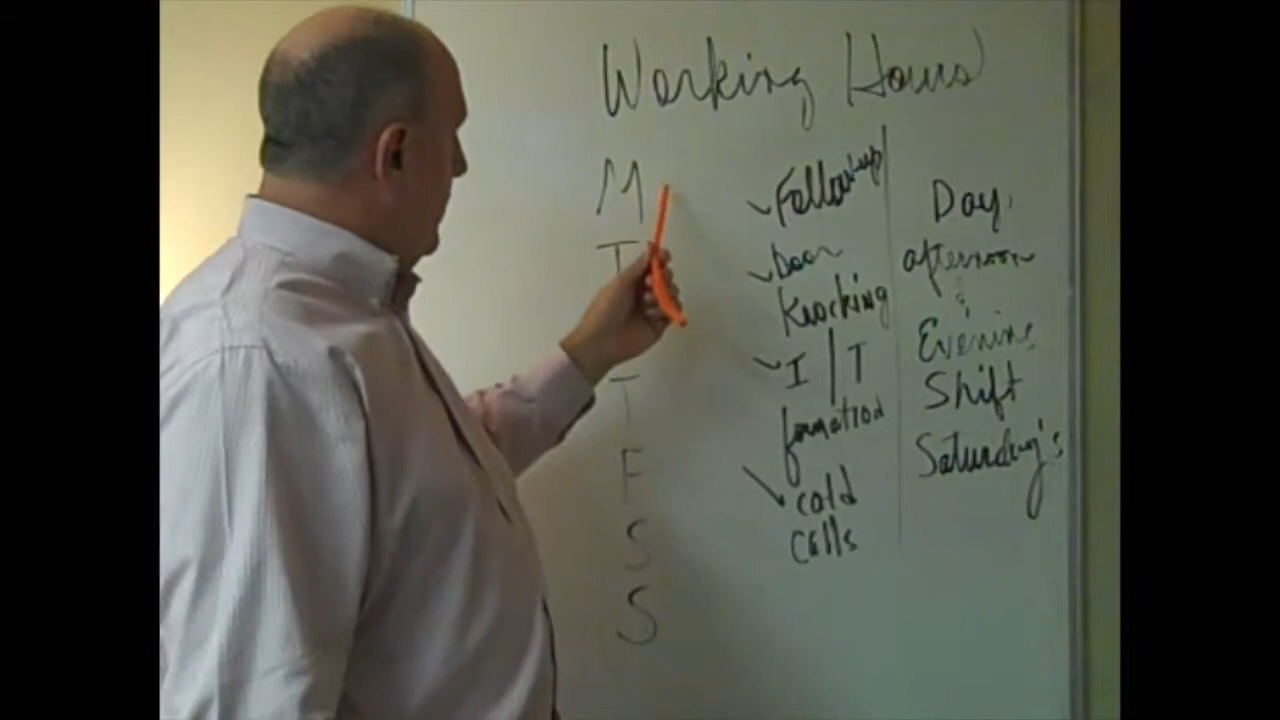 Working Hours
M
T
T
F
S
S
Follow-up
Door
Knocking
I/T
formation
cold
calls
Day,
afternoon
&
Evening
Shift
Saturday's